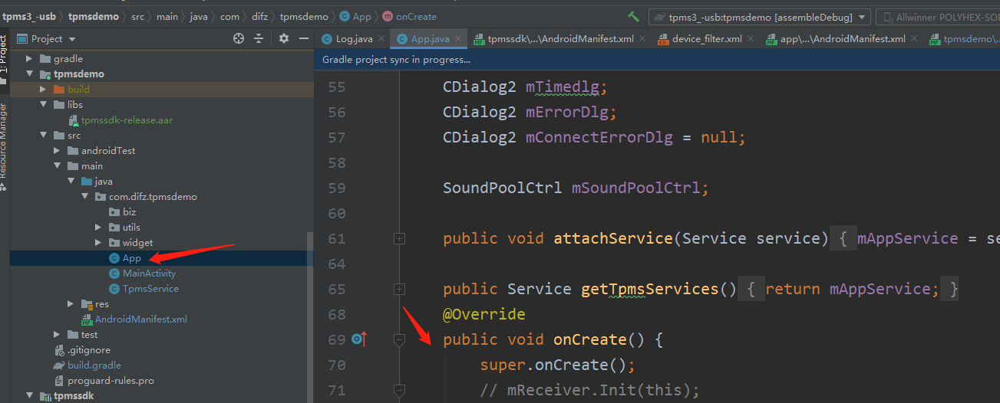 tpms3_-usb tpmsdemo src main java com difz tpmsdemo App onCreate
tpms3_-usb:tpmsdemo [assembleDebug]
Allwinner POLYHEX-SO
1: Project
Resource Manager
Project
gradle
tpmsdemo
build
libs
tpmssdk-release.aar
src
androidTest
main
java
com.difz.tpmsdemo
biz
utils
widget
App
MainActivity
TpmsService
res
AndroidManifest.xml
test
.gitignore
build.gradle
proguard-rules.pro
tpmssdk
Log.java App.java tpmssdk\...\AndroidManifest.xml device_filter.xml app\...\AndroidManifest.xml tpmsdemo\
Gradle project sync in progress...
55 CDialog2 mTimedlg;
56 CDialog2 mErrorDlg;
57 CDialog2 mConnectErrorDlg = null;
58
59 SoundPoolCtrl mSoundPoolCtrl;
60
61 public void attachService(Service service) { mAppService = se
64
65 public Service getTpmsServices() { return mAppService; }
68 @Override
69 public void onCreate() {
70 super.onCreate();
71 // mReceiver.Init(this);